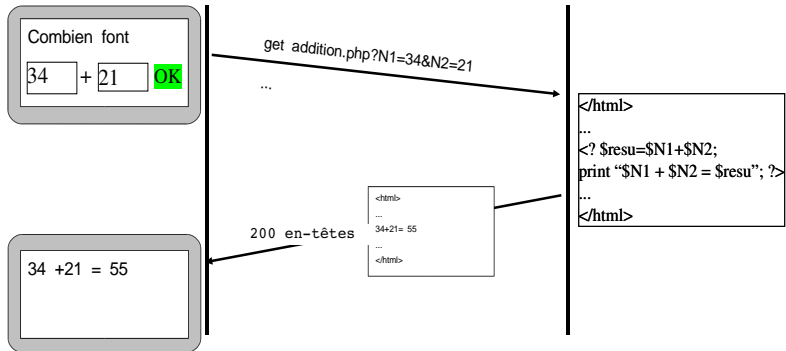 Combien font
34 + 21 OK
get addition.php?N1=34&N2=21
...
</html>
...
<? $resu=$N1+$N2;
print “$N1 + $N2 = $resu”; ?>
...
</html>
200 en-têtes
<html>
...
34+21= 55
...
</html>
34 +21 = 55